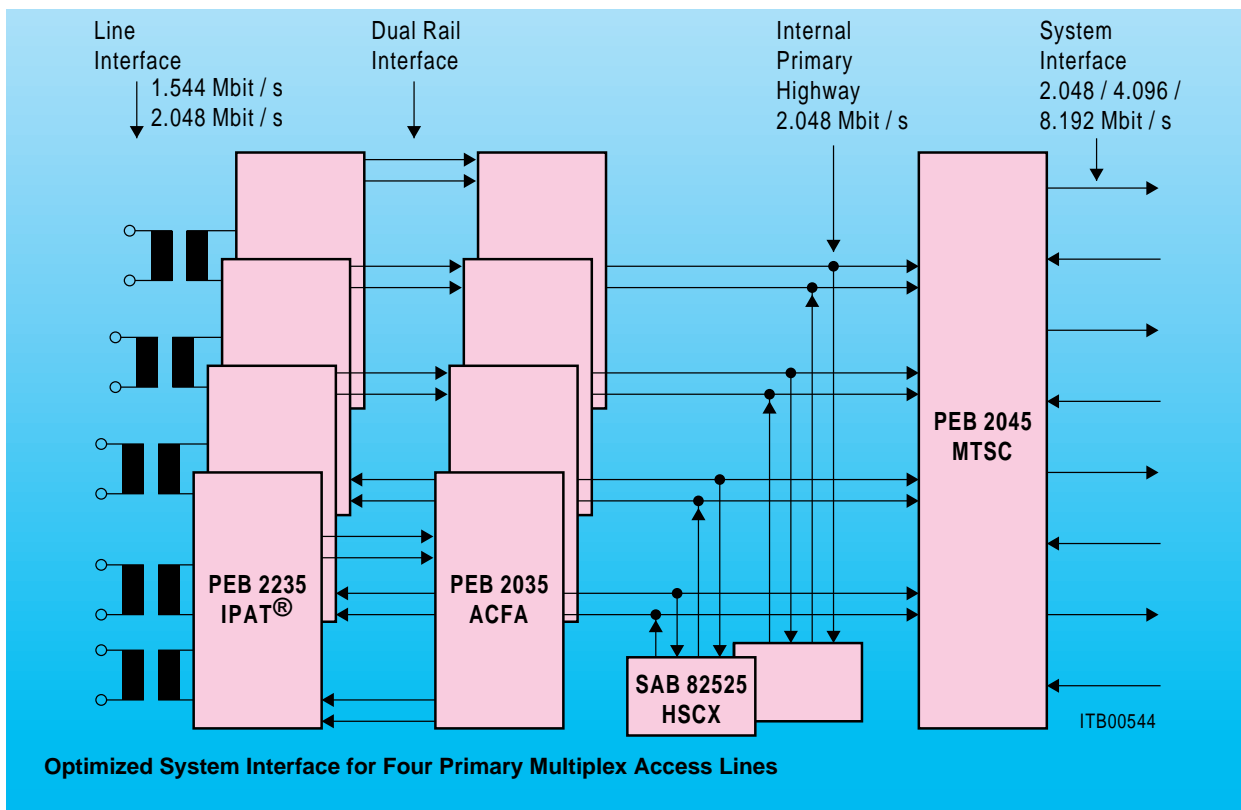 Line
Interface
1.544 Mbit / s
2.048 Mbit / s
Dual Rail
Interface
Internal
Primary
Highway
2.048 Mbit / s
System
Interface
2.048 / 4.096 /
8.192 Mbit / s
PEB 2235
IPAT®
PEB 2035
ACFA
SAB 82525
HSCX
PEB 2045
MTSC
ITB00544
Optimized System Interface for Four Primary Multiplex Access Lines